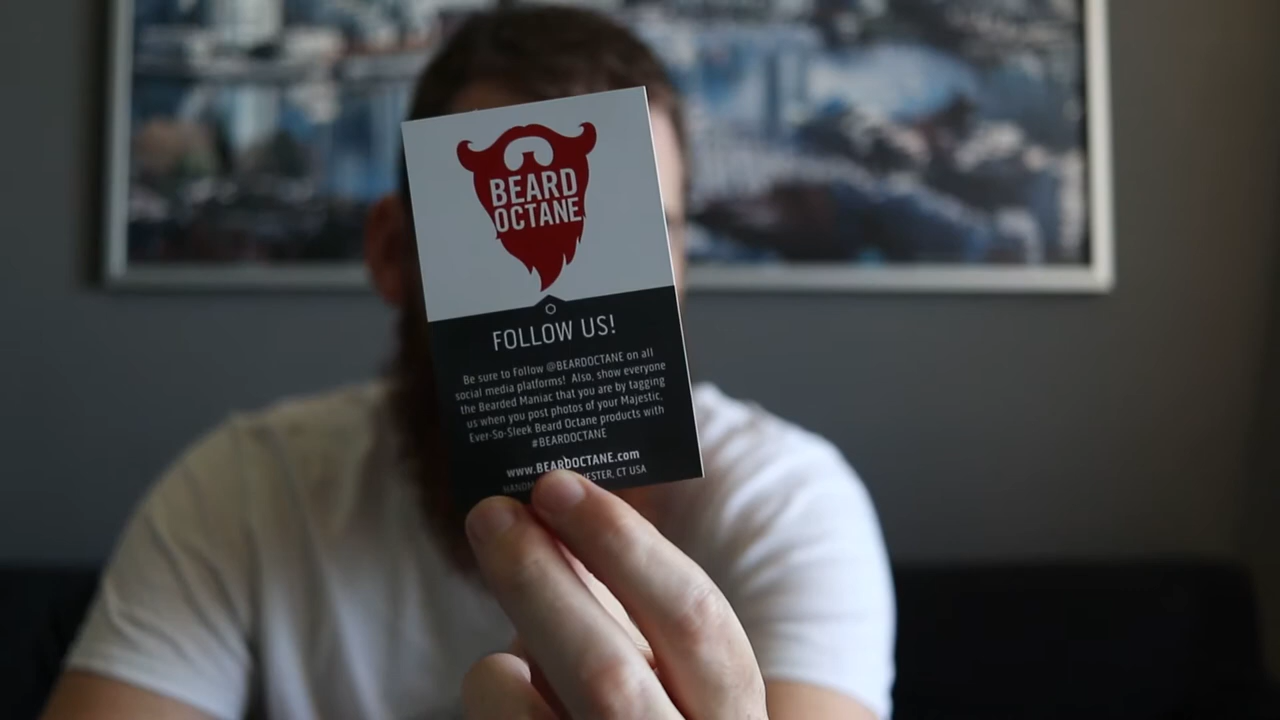 BEARD
OCTANE
FOLLOW US!
Be sure to Follow @BEARDOCTANE on all
social media platforms! Also, show everyone
the Bearded Maniac that you are by tagging
us when you post photos of your Majestic,
Ever-So-Sleek Beard Octane products with
#BEARDOCTANE
www.BEARDOCTANE.com
CT USA